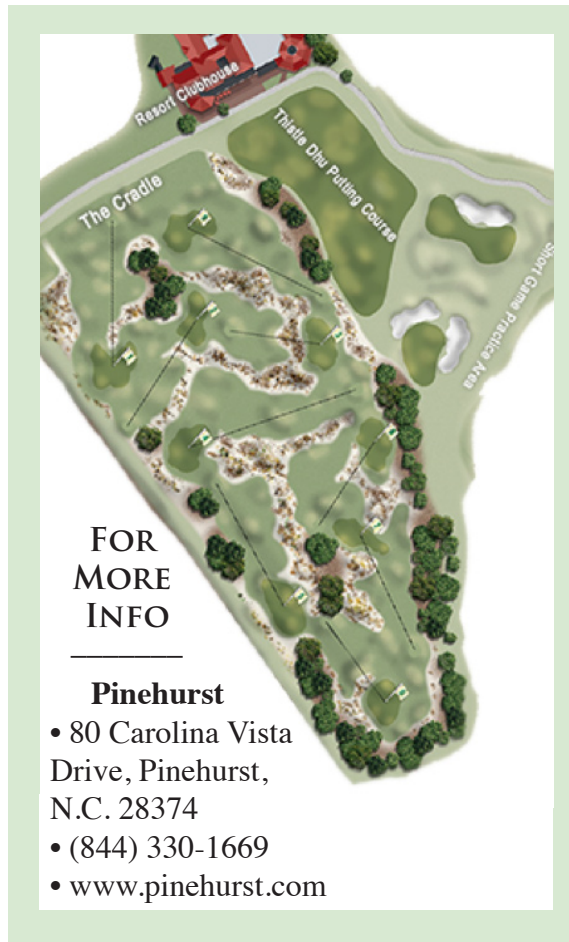 Resort Clubhouse
Thistle Dhu Putting Course
The Cradle
Short Game Practice Area
FOR
MORE
INFO
Pinehurst
• 80 Carolina Vista
Drive, Pinehurst,
N.C. 28374
• (844) 330-1669
• www.pinehurst.com